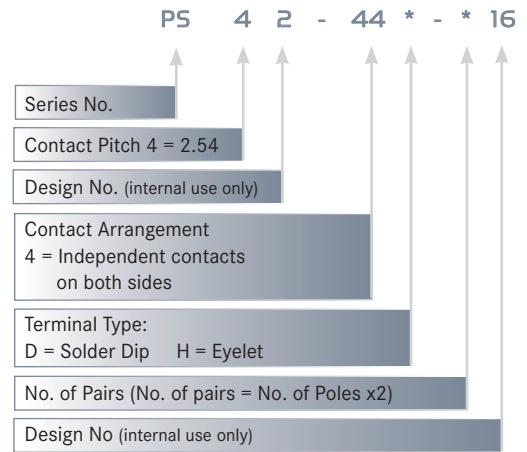 PS 4 2 - 44 * - * 16
Series No.
Contact Pitch 4 = 2.54
Design No. (internal use only)
Contact Arrangement
4 = Independent contacts
on both sides
Terminal Type:
D = Solder Dip H = Eyelet
No. of Pairs (No. of pairs = No. of Poles x2)
Design No (internal use only)